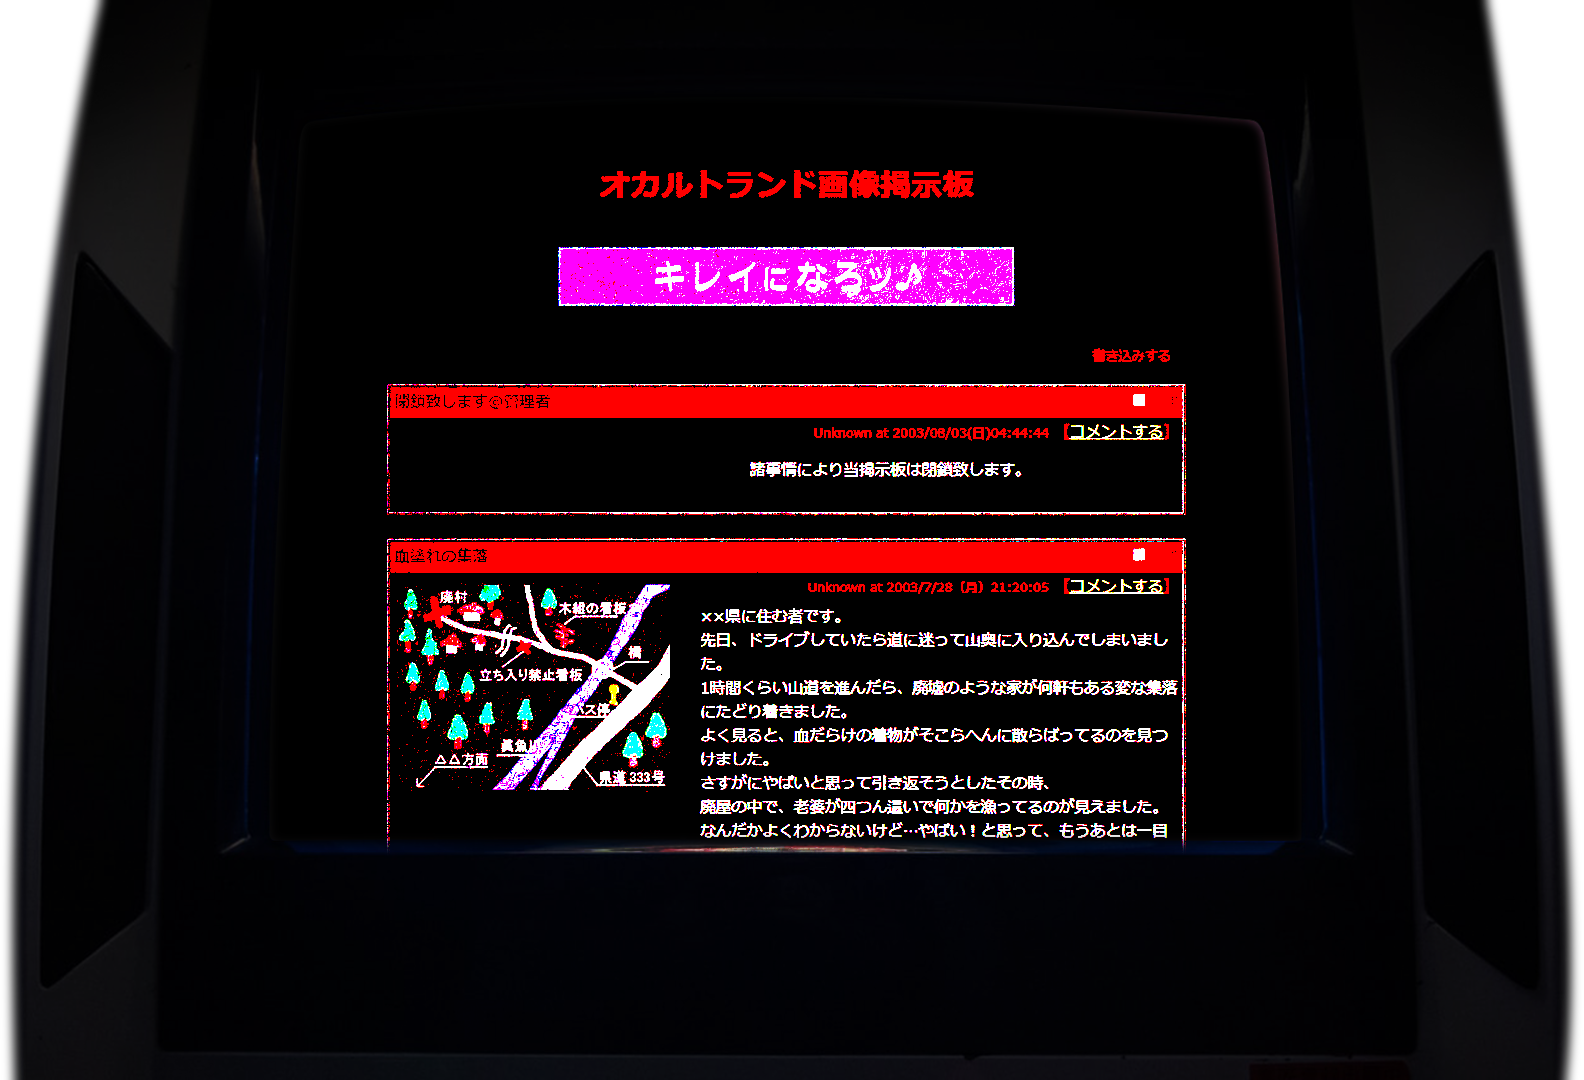 オカルトランド画像掲示板
キレイになるッ♪
書き込みする
閉鎖致します@管理者
Unknown at 2003/08/03(日)04:44:44 【コメントする】
諸事情により当掲示板は閉鎖致します。
血塗れの集落
Unknown at 2003/7/28（月）21:20:05 【コメントする】
廃村
木組の看板
橋
立ち入り禁止看板
バス停
眞魚川
△△方面
県道333号
××県に住む者です。
先日、ドライブしていたら道に迷って山奥に入り込んでしまいまし
た。
1時間くらい山道を進んだら、廃墟のような家が何軒もある変な集落
にたどり着きました。
よく見ると、血だらけの着物がそこらへんに散らばってるのを見つ
けました。
さすがにやばいと思って引き返そうとしたその時、
廃屋の中で、老婆が四つん這いで何かを漁ってるのが見えました。
なんだかよくわからないけど…やばい！と思って、もうあとは一目